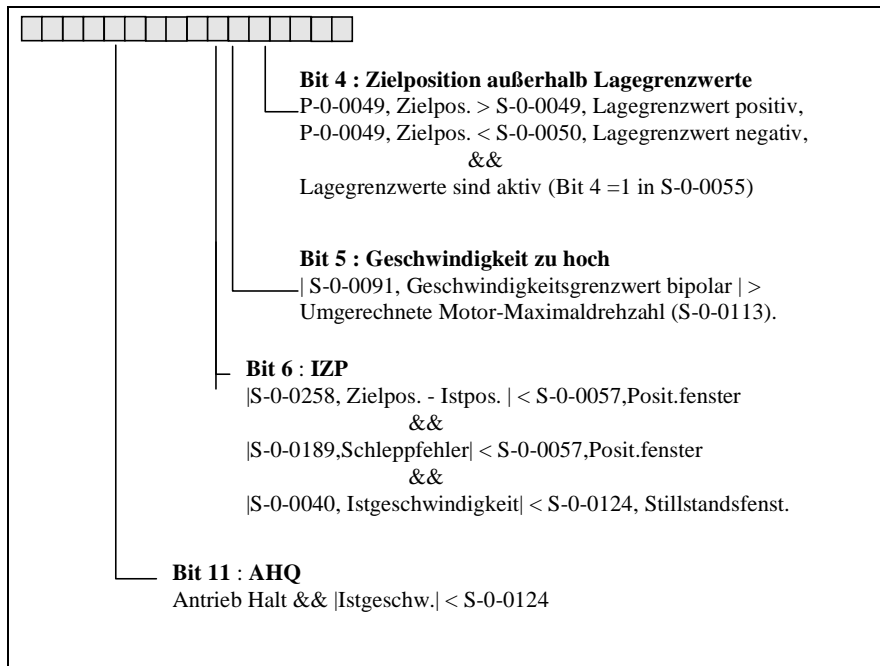 Bit 4 : Zielposition außerhalb Lagegrenzwerte
P-0-0049, Zielpos. > S-0-0049, Lagegrenzwert positiv,
P-0-0049, Zielpos. < S-0-0050, Lagegrenzwert negativ,
&&
Lagegrenzwerte sind aktiv (Bit 4 =1 in S-0-0055)
Bit 5 : Geschwindigkeit zu hoch
| S-0-0091, Geschwindigkeitsgrenzwert bipolar | >
Umgerechnete Motor-Maximaldrehzahl (S-0-0113).
Bit 6 : IZP
|S-0-0258, Zielpos. - Istpos. | < S-0-0057,Posit.fenster
&&
|S-0-0189,Schleppfehler| < S-0-0057,Posit.fenster
&&
|S-0-0040, Istgeschwindigkeit| < S-0-0124, Stillstandsfenst.
Bit 11 : AHQ
Antrieb Halt && |Istgeschw.| < S-0-0124